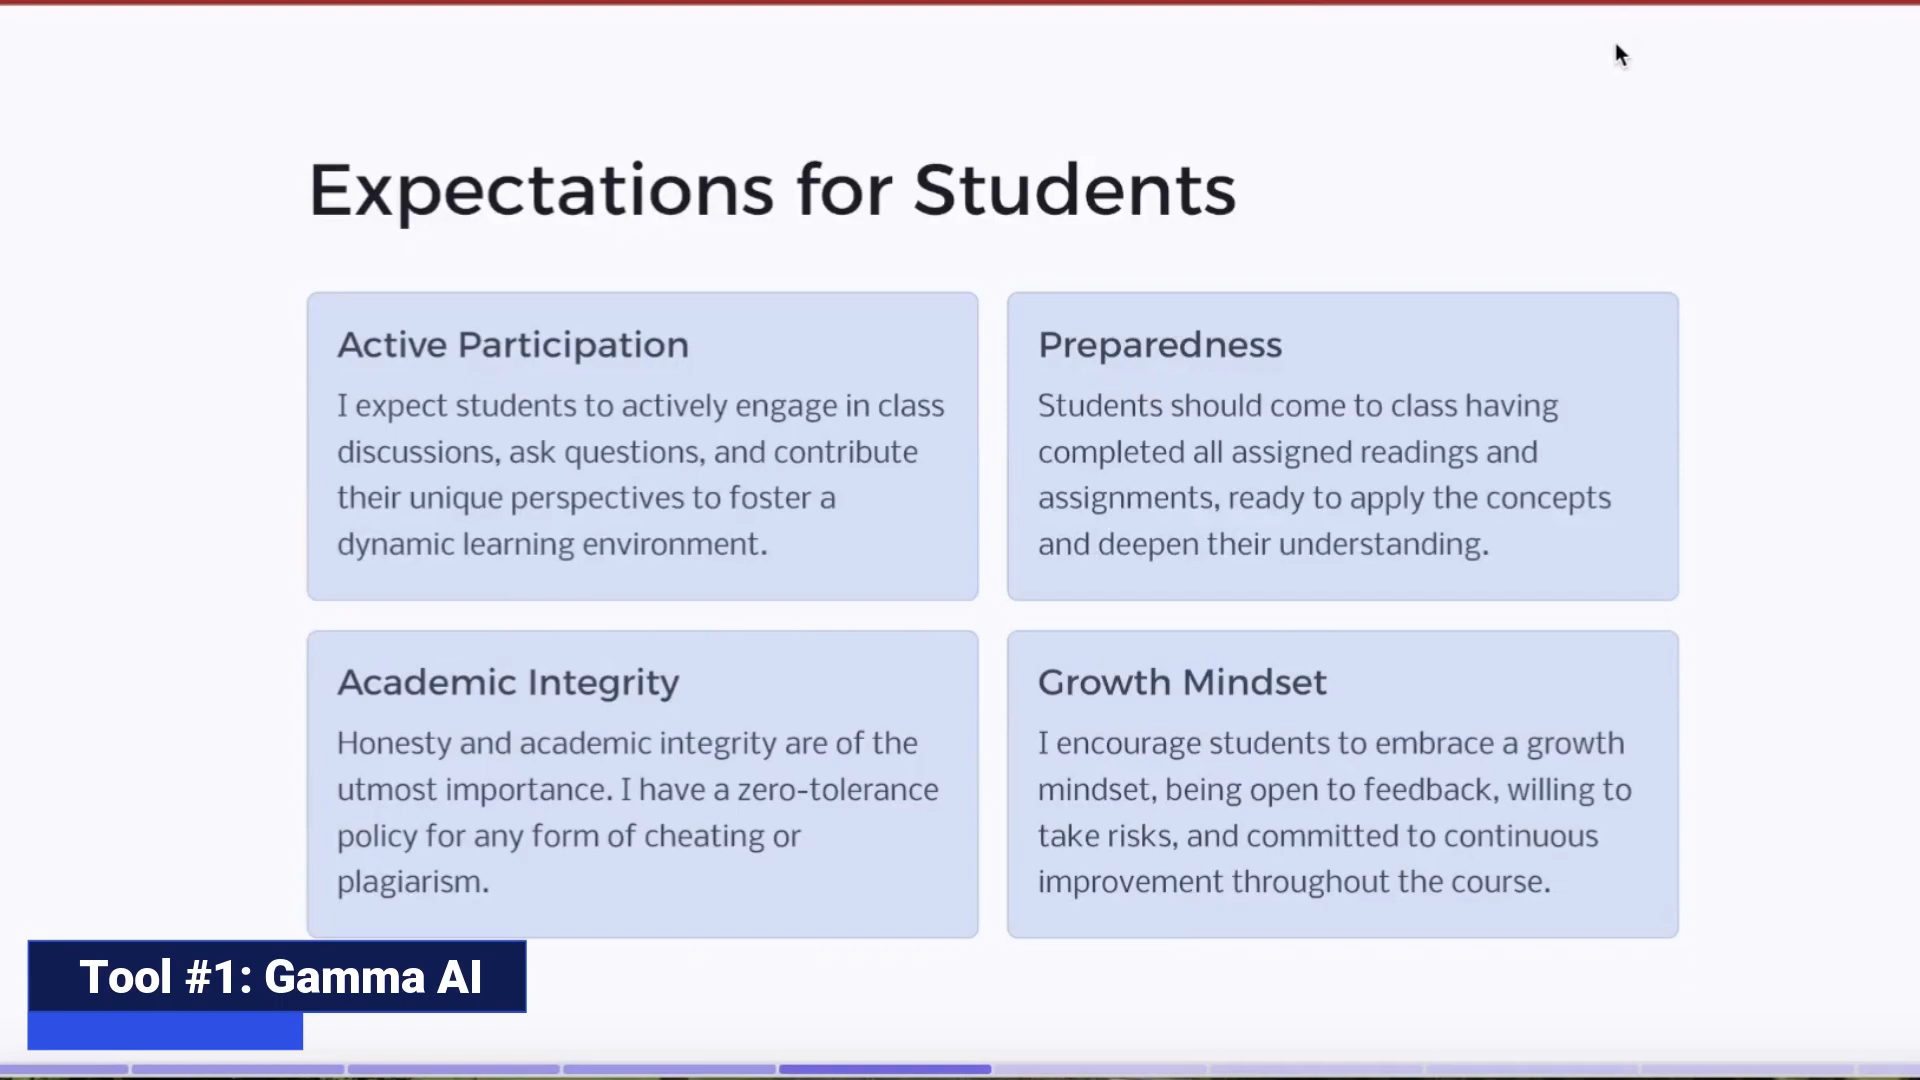 Expectations for Students
Active Participation
I expect students to actively engage in class
discussions, ask questions, and contribute
their unique perspectives to foster a
dynamic learning environment.
Preparedness
Students should come to class having
completed all assigned readings and
assignments, ready to apply the concepts
and deepen their understanding.
Academic Integrity
Honesty and academic integrity are of the
utmost importance. I have a zero-tolerance
policy for any form of cheating or
plagiarism.
Growth Mindset
I encourage students to embrace a growth
mindset, being open to feedback, willing to
take risks, and committed to continuous
improvement throughout the course.
Tool #1: Gamma AI